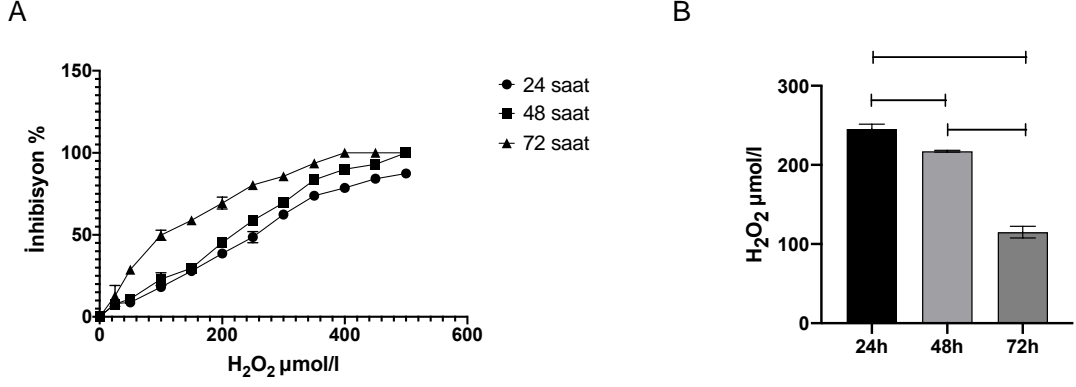 A
B
150
100
50
0
İnhibisyon %
0
200
400
600
H₂O₂ µmol/l
24 saat
48 saat
72 saat
300
200
100
0
H₂O₂ µmol/l
24h
48h
72h